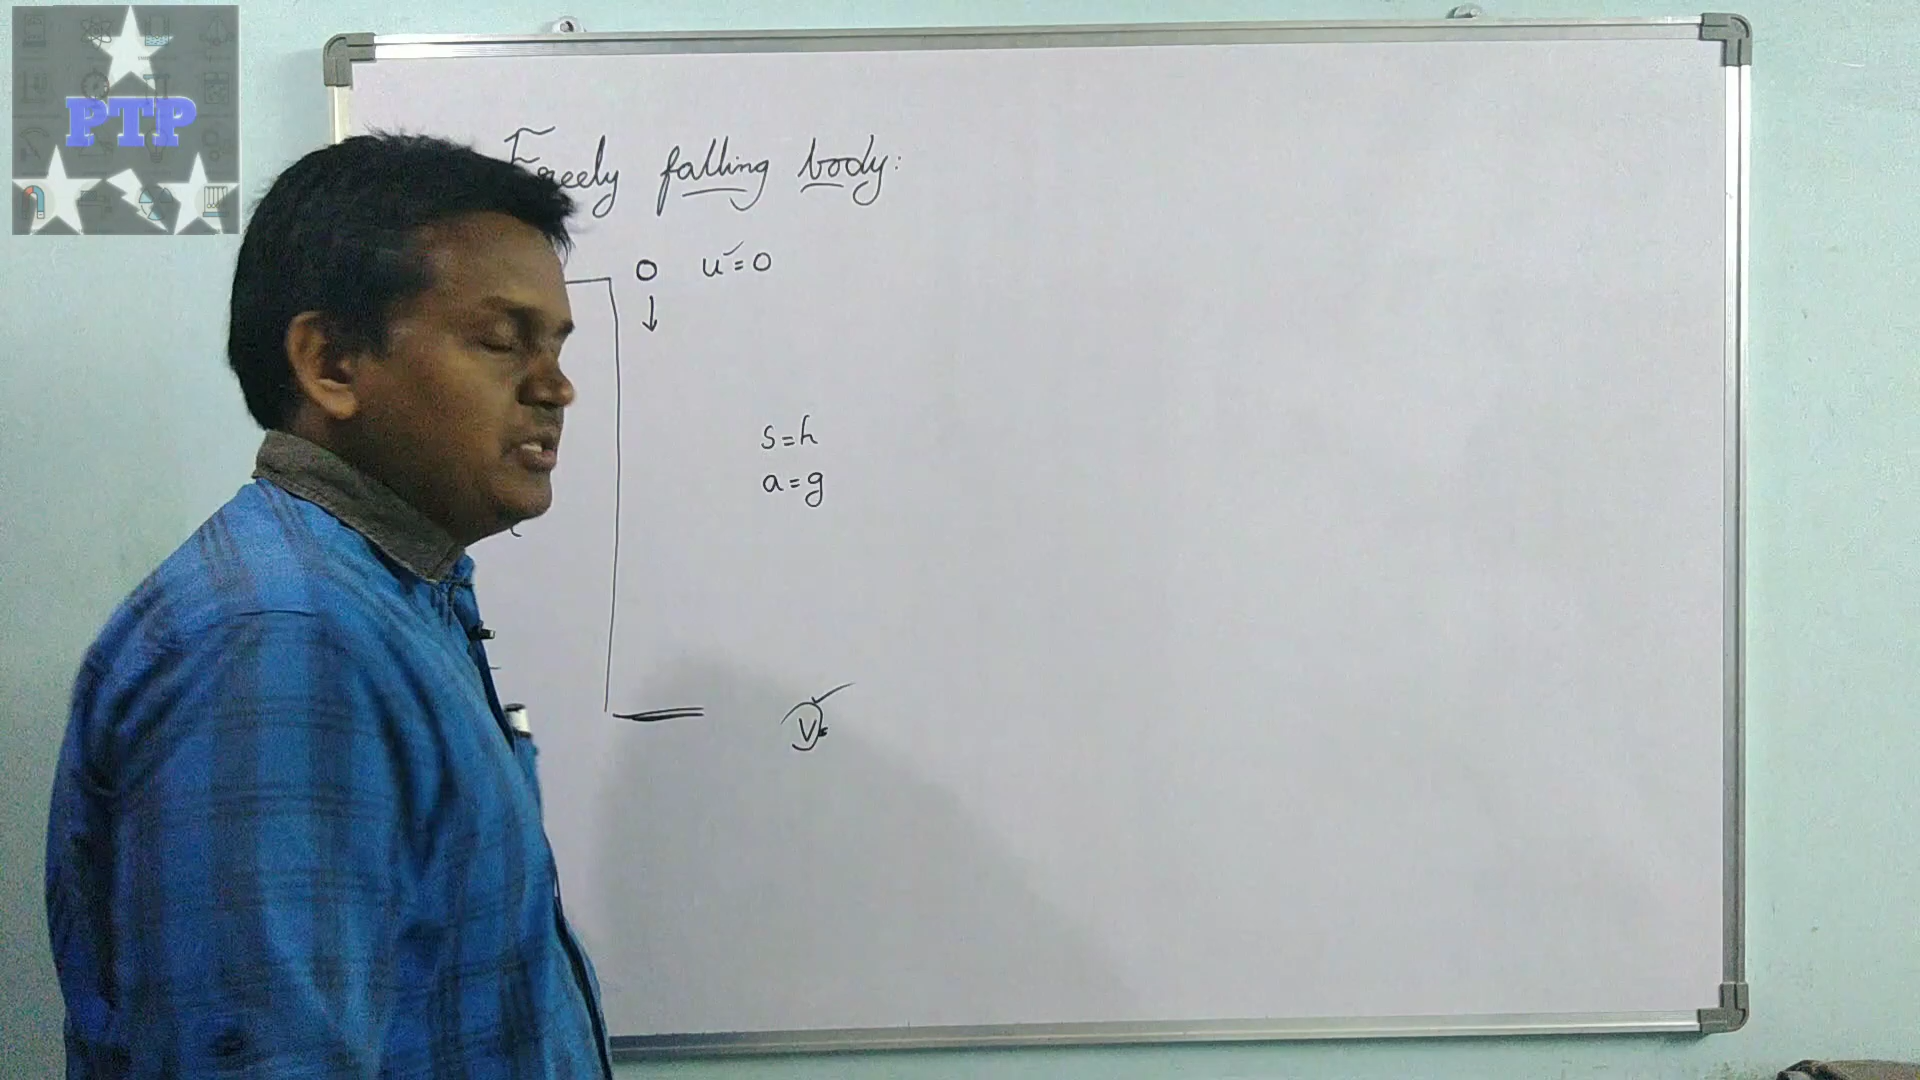 PTP
Freely falling body:
u = 0
s = h
a = g
v =